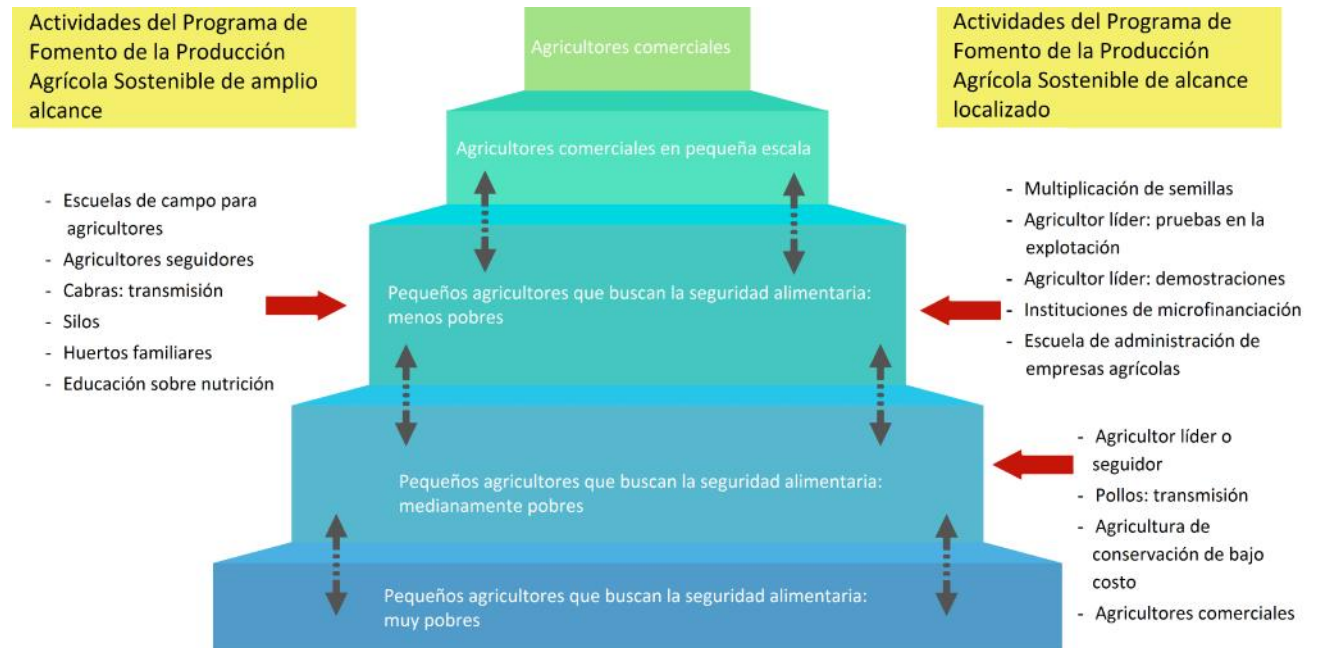 Actividades del Programa de
Fomento de la Producción
Agrícola Sostenible de amplio
alcance
- Escuelas de campo para
agricultores
- Agricultores seguidores
- Cabras: transmisión
- Silos
- Huertos familiares
- Educación sobre nutrición
Agricultores comerciales
Agricultores comerciales en pequeña escala
Pequeños agricultores que buscan la seguridad alimentaria:
menos pobres
Pequeños agricultores que buscan la seguridad alimentaria:
medianamente pobres
Pequeños agricultores que buscan la seguridad alimentaria:
muy pobres
Actividades del Programa de
Fomento de la Producción
Agrícola Sostenible de alcance
localizado
- Multiplicación de semillas
- Agricultor líder: pruebas en la
explotación
- Agricultor líder: demostraciones
- Instituciones de microfinanciación
- Escuela de administración de
empresas agrícolas
- Agricultor líder o
seguidor
- Pollos: transmisión
- Agricultura de
conservación de bajo
costo
- Agricultores comerciales